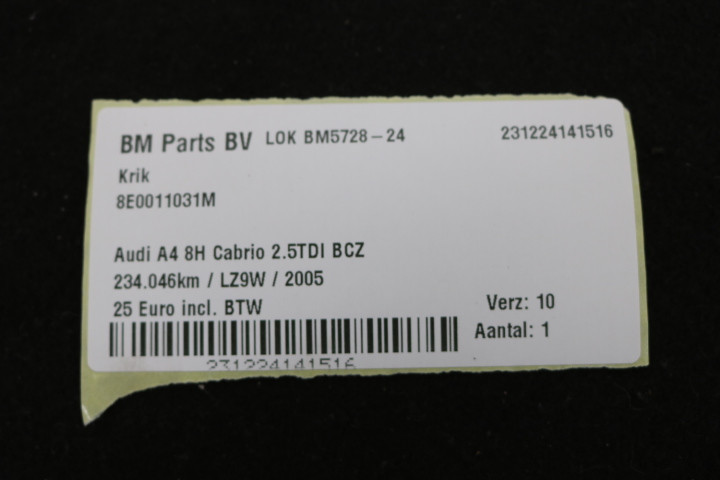 BM Parts BV LOK BM5728-24 231224141516
Krik
8E0011031M
Audi A4 8H Cabrio 2.5TDI BCZ
234.046km / LZ9W / 2005
25 Euro incl. BTW
Verz: 10
Aantal: 1
231224141516